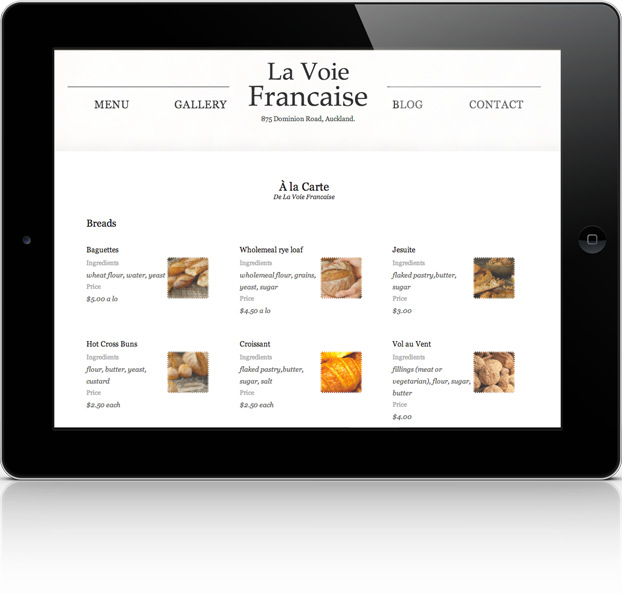 La Voie
Francaise
MENU
GALLERY
BLOG
CONTACT
875 Dominion Road, Auckland.
À la Carte
De La Voie Francaise
Breads
Baguettes
Ingredients
wheat flour, water, yeast
Price
$5.00 a lo
Wholemeal rye loaf
Ingredients
wholemeal flour, grains,
yeast, sugar
Price
$4.50 a lo
Jesuite
Ingredients
flaked pastry,butter,
sugar
Price
$3.00
Hot Cross Buns
Ingredients
flour, butter, yeast,
custard
Price
$2.50 each
Croissant
Ingredients
flaked pastry,butter,
sugar, salt
Price
$2.50 each
Vol au Vent
Ingredients
fillings (meat or
vegetarian), flour, sugar,
butter
Price
$4.00